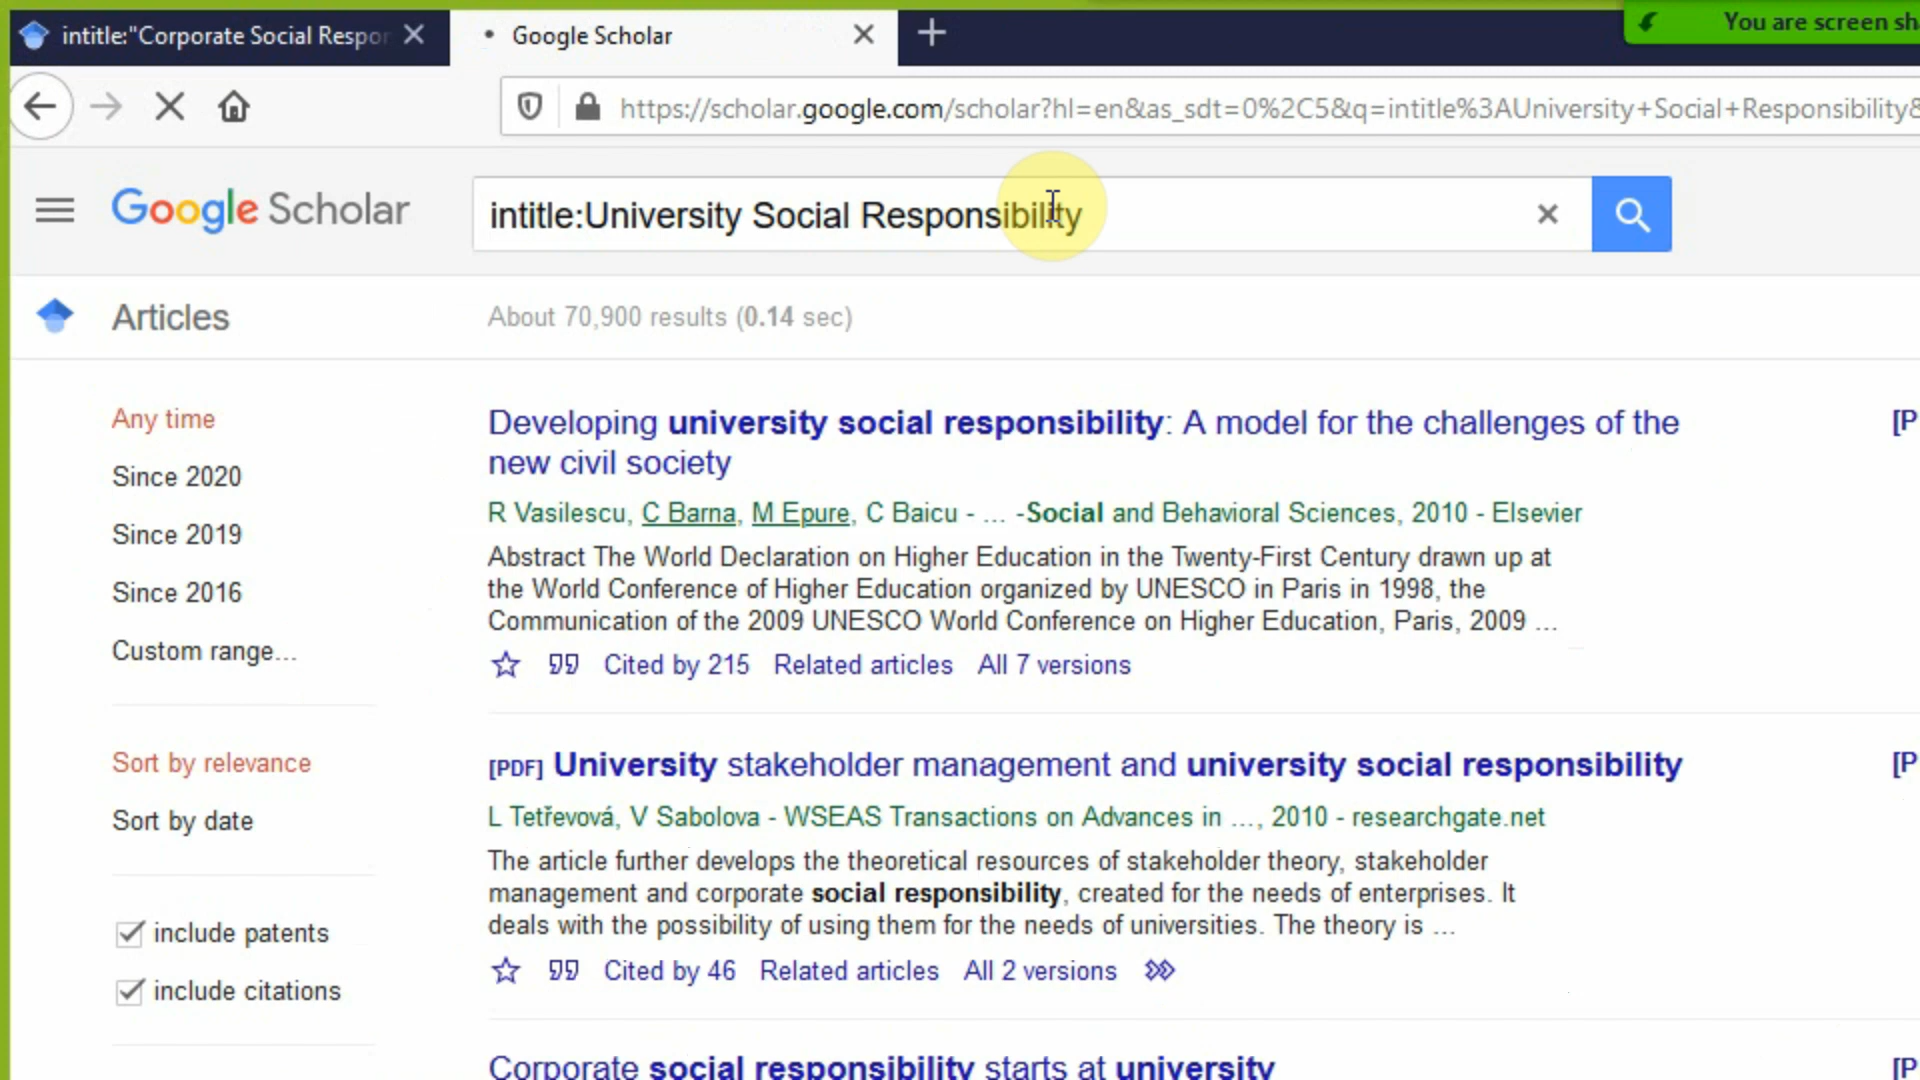 intitle:"Corporate Social Respor
Google Scholar
You are screen sh
https://scholar.google.com/scholar?hl=en&as_sdt=0%2C5&q=intitle%3AUniversity+Social+Responsibility&
Google Scholar
intitle:University Social Responsibility
Articles
About 70,900 results (0.14 sec)
Any time
Since 2020
Since 2019
Since 2016
Custom range...
Sort by relevance
Sort by date
include patents
include citations
Developing university social responsibility: A model for the challenges of the
new civil society
[P
R Vasilescu, C Barna, M Epure, C Baicu - ... -Social and Behavioral Sciences, 2010 - Elsevier
Abstract The World Declaration on Higher Education in the Twenty-First Century drawn up at
the World Conference of Higher Education organized by UNESCO in Paris in 1998, the
Communication of the 2009 UNESCO World Conference on Higher Education, Paris, 2009 ...
Cited by 215 Related articles All 7 versions
[PDF] University stakeholder management and university social responsibility
[P
L Tetřevová, V Sabolova - WSEAS Transactions on Advances in ..., 2010 - researchgate.net
The article further develops the theoretical resources of stakeholder theory, stakeholder
management and corporate social responsibility, created for the needs of enterprises. It
deals with the possibility of using them for the needs of universities. The theory is ...
Cited by 46 Related articles All 2 versions
Corporate social responsibility starts at university
[P